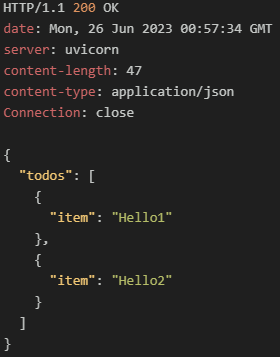 HTTP/1.1 200 OK
date: Mon, 26 Jun 2023 00:57:34 GMT
server: uvicorn
content-length: 47
content-type: application/json
Connection: close

{
  "todos": [
    {
      "item": "Hello1"
    },
    {
      "item": "Hello2"
    }
  ]
}